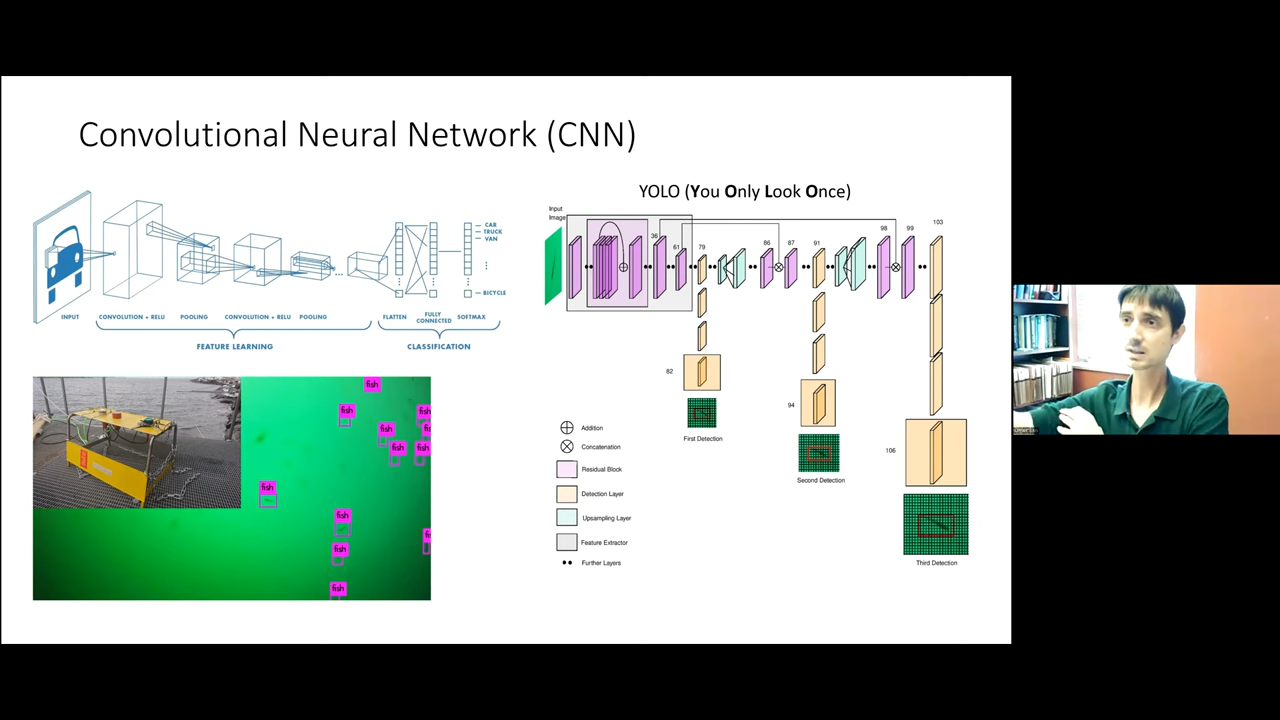 Convolutional Neural Network (CNN)
CAR
TRUCK
VAN
BICYCLE
INPUT
CONVOLUTION + RELU
POOLING
CONVOLUTION + RELU
POOLING
FLATTEN
FULLY
CONNECTED
SOFTMAX
FEATURE LEARNING
CLASSIFICATION
fish
fish
fish
fish
fish
fis
fish
fish
fish
fish
fis
fish
YOLO (You Only Look Once)
Input
Image
36
61
79
86
87
91
98
99
103
82
94
106
First Detection
Second Detection
Third Detection
Addition
Concatenation
Residual Block
Detection Layer
Upsampling Layer
Feature Extractor
Further Layers